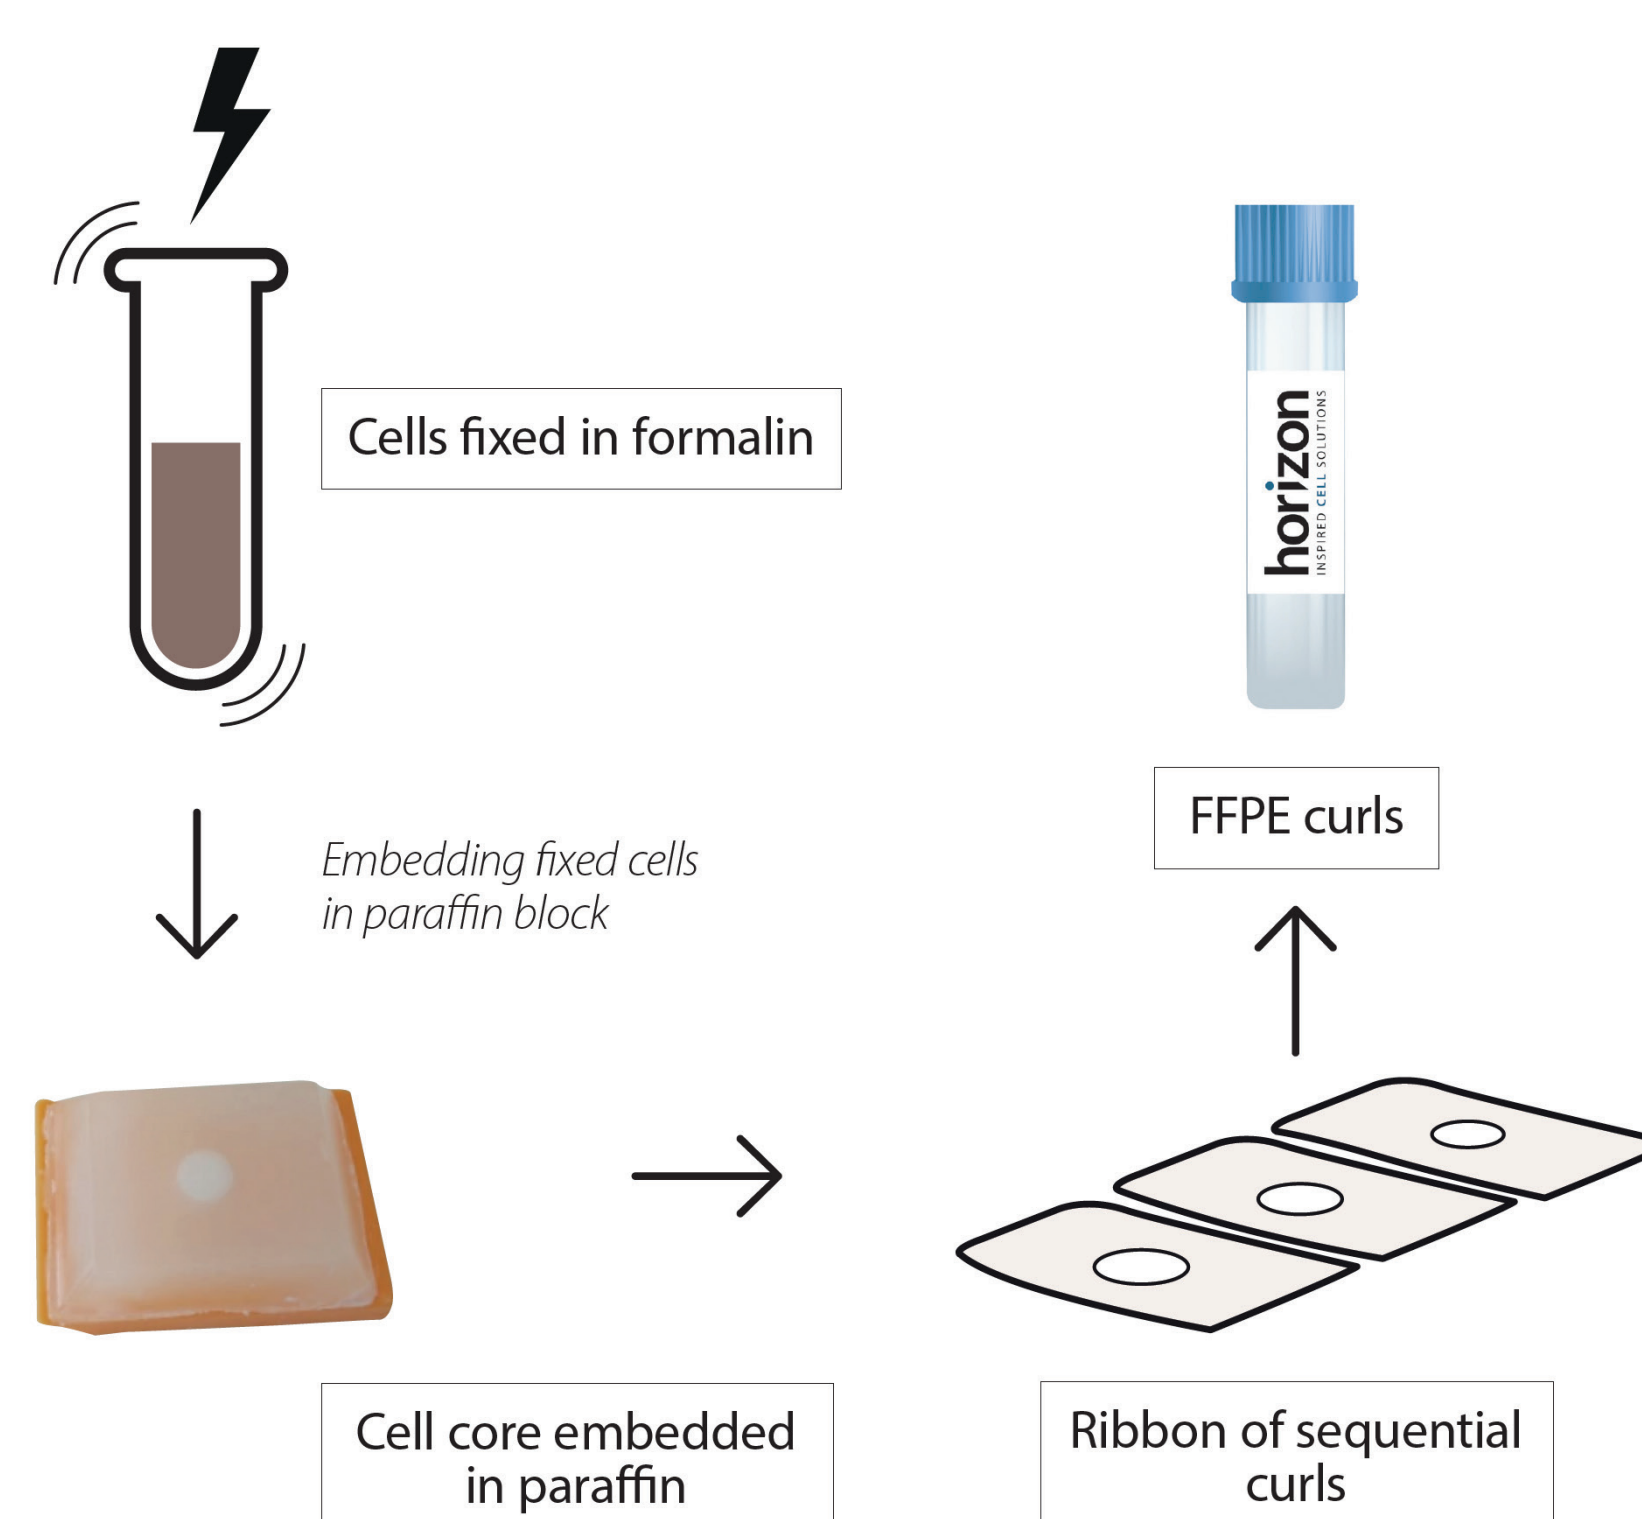 Cells fixed in formalin
horizon
INSPIRED CELL SOLUTIONS
Embedding fixed cells
in paraffin block
FFPE curls
Cell core embedded
in paraffin
Ribbon of sequential
curls